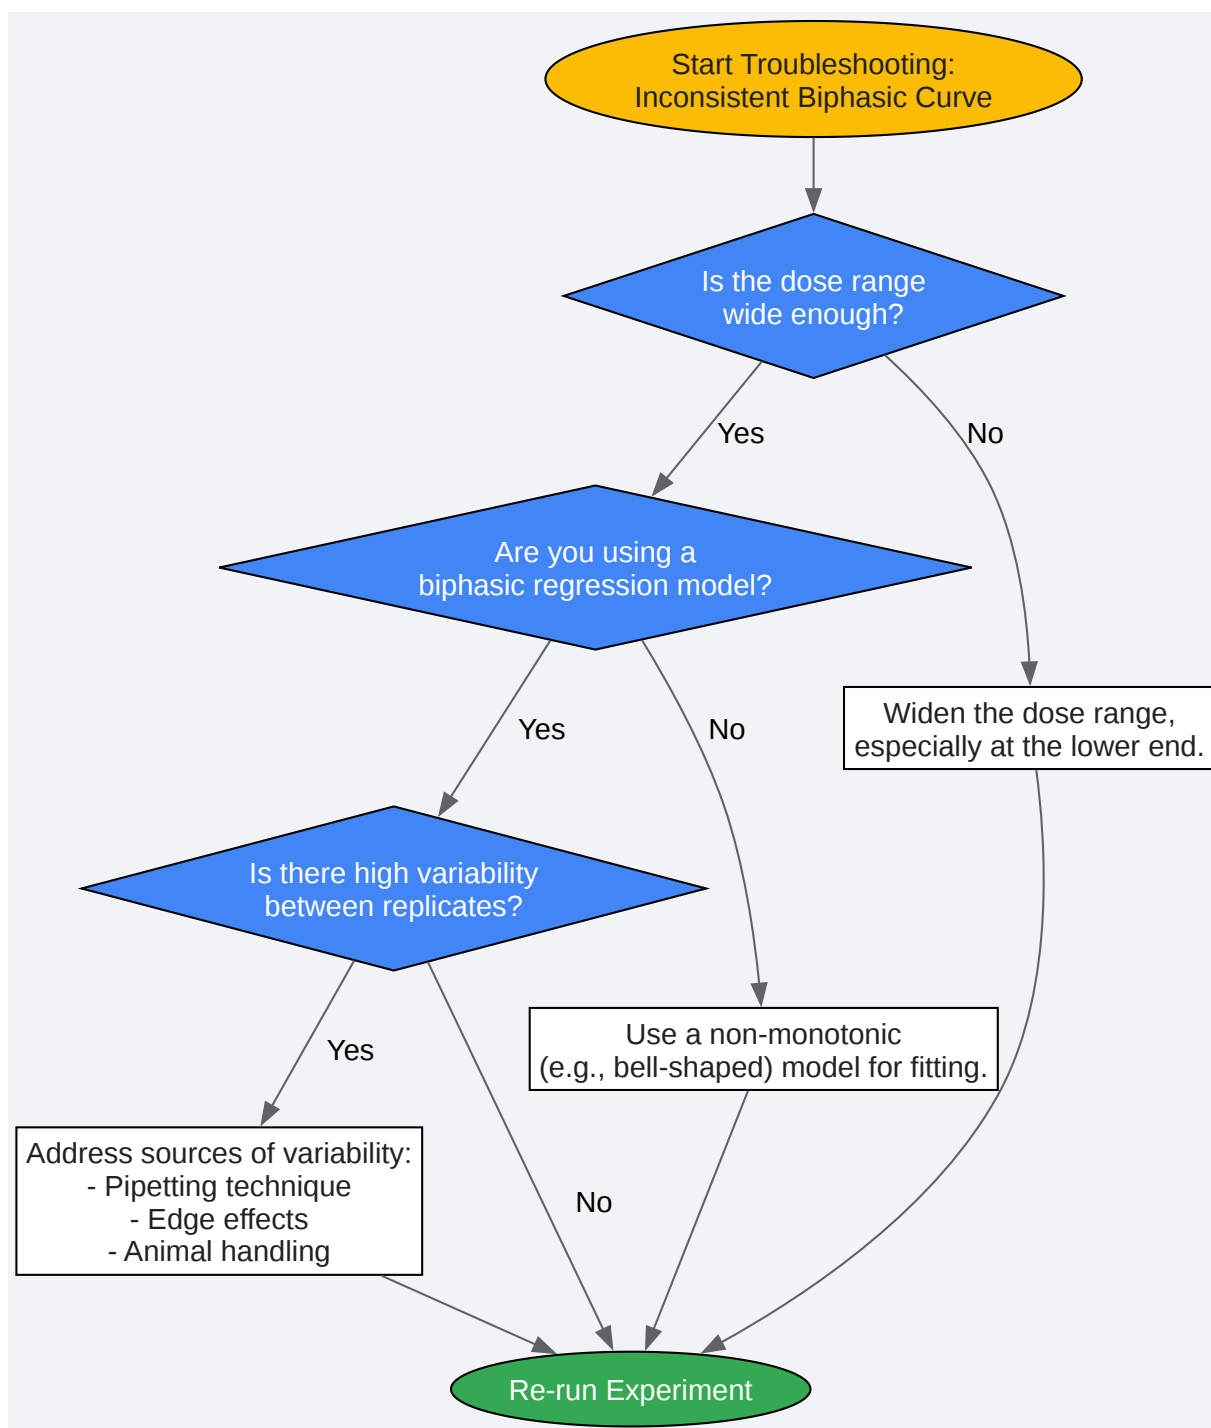 Start Troubleshooting:
Inconsistent Biphasic Curve
Is the dose range
wide enough?
Yes
No
Are you using a
biphasic regression model?
Yes
No
Widen the dose range,
especially at the lower end.
Is there high variability
between replicates?
Yes
No
Use a non-monotonic
(e.g., bell-shaped) model for fitting.
Address sources of variability:
- Pipetting technique
- Edge effects
- Animal handling
Re-run Experiment